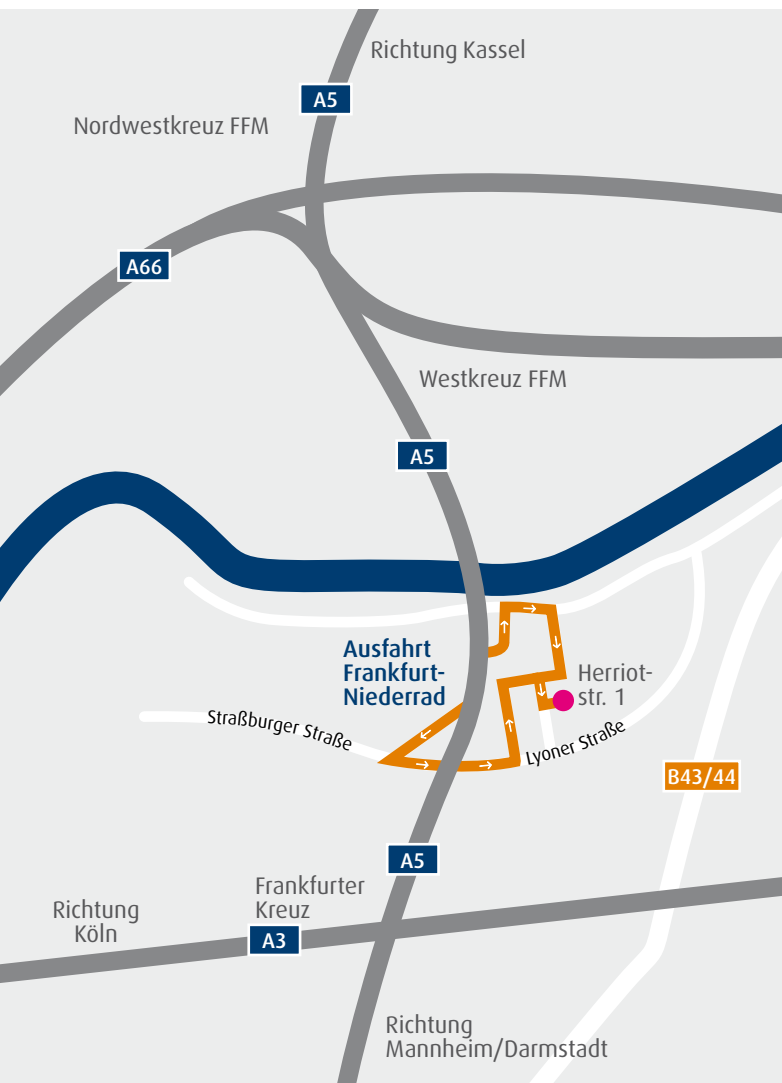 Richtung Kassel
A5
Nordwestkreuz FFM
A66
Westkreuz FFM
A5
Ausfahrt
Frankfurt-
Niederrad
Herriot-
str. 1
Straßburger Straße
Lyoner Straße
B43/44
A5
Frankfurter
Kreuz
Richtung
Köln
A3
Richtung
Mannheim/Darmstadt